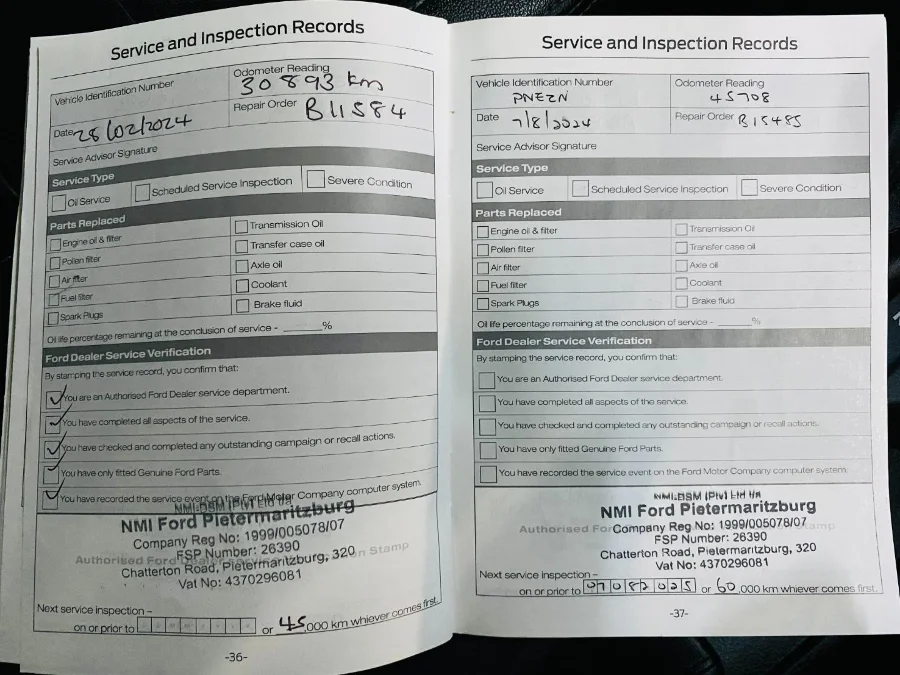 Service and Inspection Records
Vehicle Identification Number
Odometer Reading
30893 km
Date 28/02/2024
Repair Order B11584
Service Advisor Signature
Service Type
Oil Service
Scheduled Service Inspection
Severe Condition
Parts Replaced
Engine oil & filter
Transmission Oil
Pollen filter
Transfer case oil
Air filter
Axle oil
Fuel filter
Coolant
Spark Plugs
Brake fluid
Oil life percentage remaining at the conclusion of service - ______%
Ford Dealer Service Verification
By stamping the service record, you confirm that:
You are an Authorised Ford Dealer service department.
You have completed all aspects of the service.
You have checked and completed any outstanding campaign or recall actions.
You have only fitted Genuine Ford Parts.
You have recorded the service event on the Ford Motor Company computer system.
NMI-DSM (Pty) Ltd t/a
NMI Ford Pietermaritzburg
Company Reg No: 1999/005078/07
FSP Number: 26390
Chatterton Road, Pietermaritzburg, 320
Vat No: 4370296081
Next service inspection –
on or prior to or 45,000 km whiever comes first.
-36-
Service and Inspection Records
Vehicle Identification Number
PNEZN
Odometer Reading
45708
Date 7/8/2024
Repair Order B15485
Service Advisor Signature
Service Type
Oil Service
Scheduled Service Inspection
Severe Condition
Parts Replaced
Engine oil & filter
Transmission Oil
Pollen filter
Transfer case oil
Air filter
Axle oil
Fuel filter
Coolant
Spark Plugs
Brake fluid
Oil life percentage remaining at the conclusion of service - ______%
Ford Dealer Service Verification
By stamping the service record, you confirm that:
You are an Authorised Ford Dealer service department.
You have completed all aspects of the service.
You have checked and completed any outstanding campaign or recall actions.
You have only fitted Genuine Ford Parts.
You have recorded the service event on the Ford Motor Company computer system.
NMI-DSM (Pty) Ltd t/a
NMI Ford Pietermaritzburg
Company Reg No: 1999/005078/07
FSP Number: 26390
Chatterton Road, Pietermaritzburg, 320
Vat No: 4370296081
Next service inspection –
on or prior to 07082025 or 60,000 km whiever comes first.
-37-